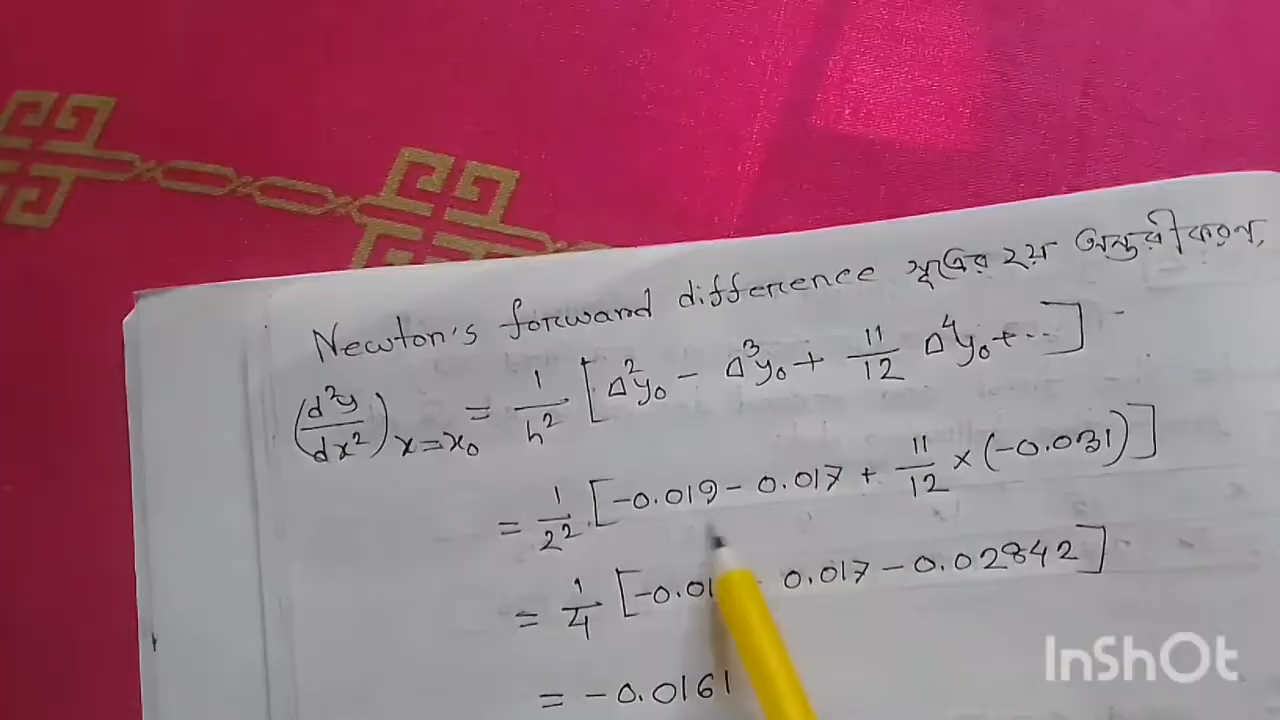 Newton's forward difference সূত্রের ২য় অন্তরীকরণ,
(d²y/dx²)ₓ₌ₓ₀ = 1/h² [Δ²y₀ - Δ³y₀ + 11/12 Δ⁴y₀ + ...]
= 1/2² [-0.019 - 0.017 + 11/12 × (-0.031)]
= 1/4 [-0.01 - 0.017 - 0.02842]
= -0.0161
InShOt